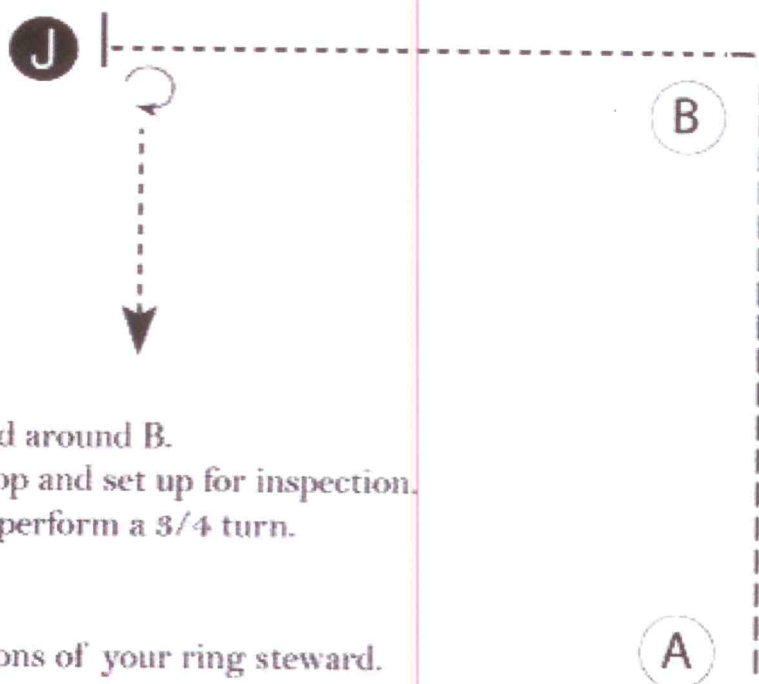 J
B
d around B.
op and set up for inspection.
perform a 3/4 turn.
ons of your ring steward.
A